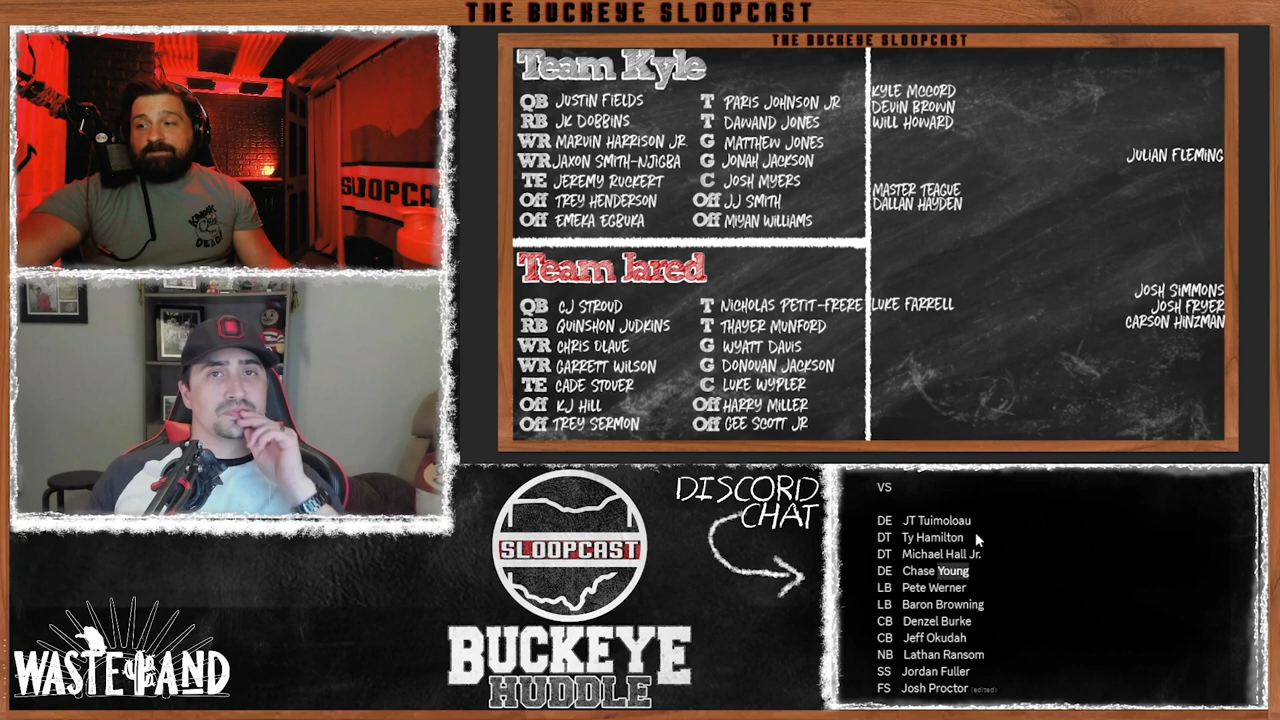 THE BUCKEYE SLOOPCAST
THE BUCKEYE SLOOPCAST
Team Kyle
QB JUSTIN FIELDS
RB JK DOBBINS
WR MARVIN HARRISON JR
WR JAXON SMITH-NJIGBA
TE JEREMY RUCKERT
Off TREY HENDERSON
Off EMEKA EGBUKA
T PARIS JOHNSON JR
T DAWAND JONES
G MATTHEW JONES
G JONAH JACKSON
C JOSH MYERS
Off JJ SMITH
Off MIYAN WILLIAMS
KYLE MCCORD
DEVIN BROWN
WILL HOWARD
JULIAN FLEMING
MASTER TEAGUE
DALLAN HAYDEN
Team Jared
QB CJ STROUD
RB QUINSHON JUDKINS
WR CHRIS OLAVE
WR GARRETT WILSON
TE CADE STOVER
Off KJ HILL
Off TREY SERMON
T NICHOLAS PETIT-FRERE
T THAYER MUNFORD
G WYATT DAVIS
G DONOVAN JACKSON
C LUKE WYPLER
Off HARRY MILLER
Off GEE SCOTT JR
LUKE FARRELL
JOSH SIMMONS
JOSH FRYER
CARSON HINZMAN
SLOOPCA
DISCORD
CHAT
SLOOPCAST
BUCKEYE
HUDDLE
WASTELAND
VS
DE JT Tuimoloau
DT Ty Hamilton
DT Michael Hall Jr.
DE Chase Young
LB Pete Werner
LB Baron Browning
CB Denzel Burke
CB Jeff Okudah
NB Lathan Ransom
SS Jordan Fuller
FS Josh Proctor (edited)